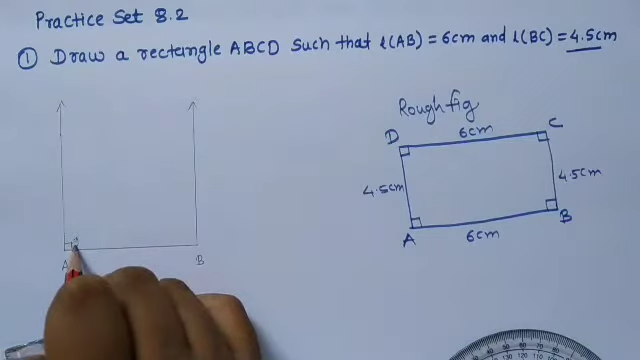 Practice Set 8.2
① Draw a rectangle ABCD such that l(AB) = 6cm and l(BC) = 4.5cm
Rough fig
D 6cm C
4.5cm 4.5cm
A 6cm B
A B